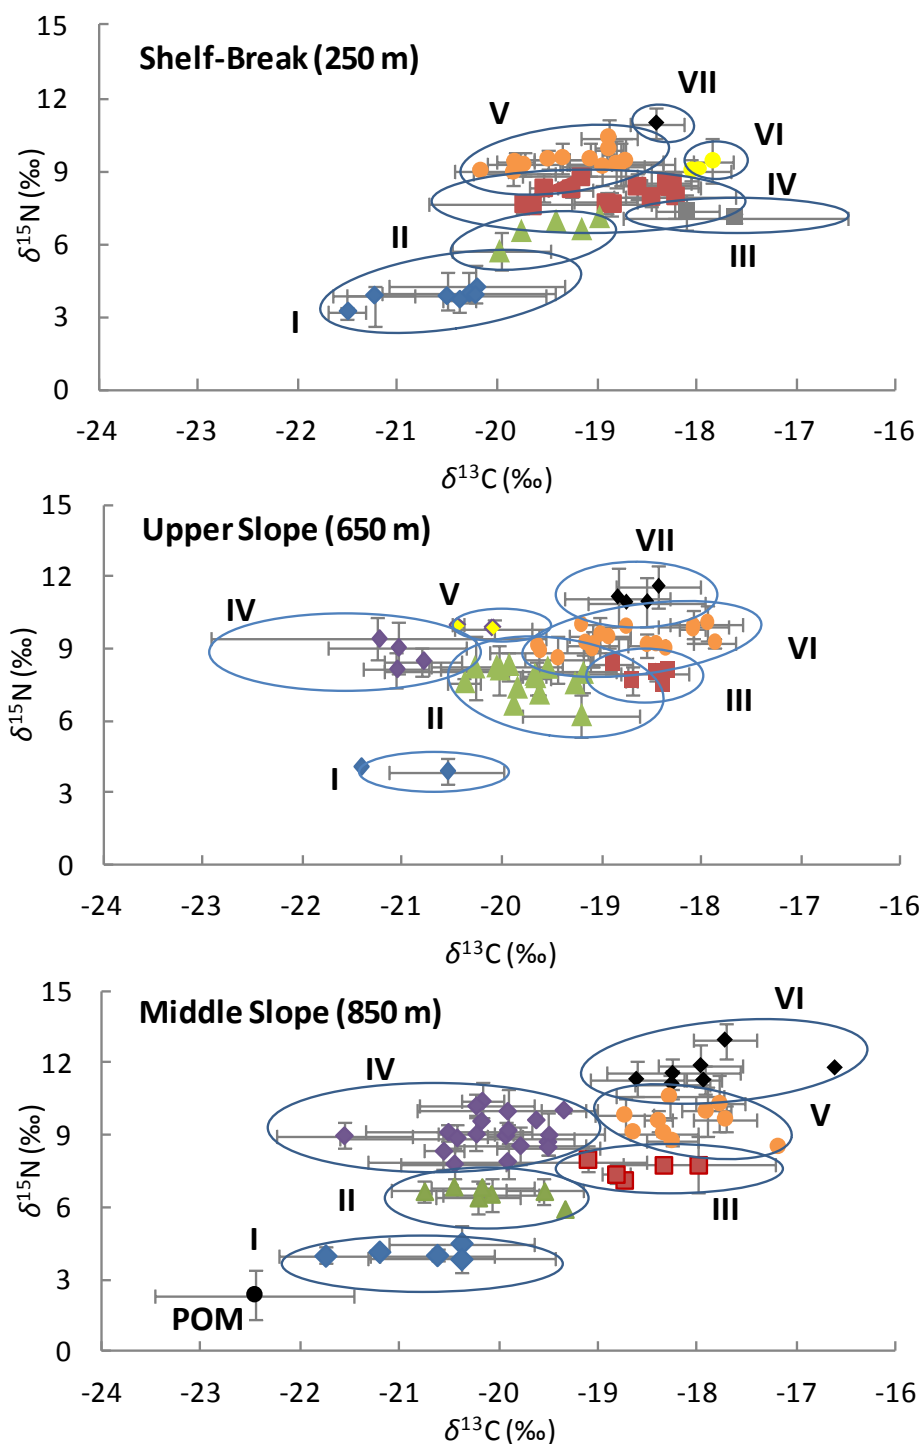 Shelf-Break (250 m)
15
12
9
6
3
0
δ15N (‰)
VII
V
VI
IV
II
III
I
-24 -23 -22 -21 -20 -19 -18 -17 -16
δ13C (‰)
Upper Slope (650 m)
15
12
9
6
3
0
δ15N (‰)
VII
V
IV
VI
III
II
I
-24 -23 -22 -21 -20 -19 -18 -17 -16
δ13C (‰)
Middle Slope (850 m)
15
12
9
6
3
0
δ15N (‰)
VI
IV
V
II
III
I
POM
-24 -23 -22 -21 -20 -19 -18 -17 -16
δ13C (‰)